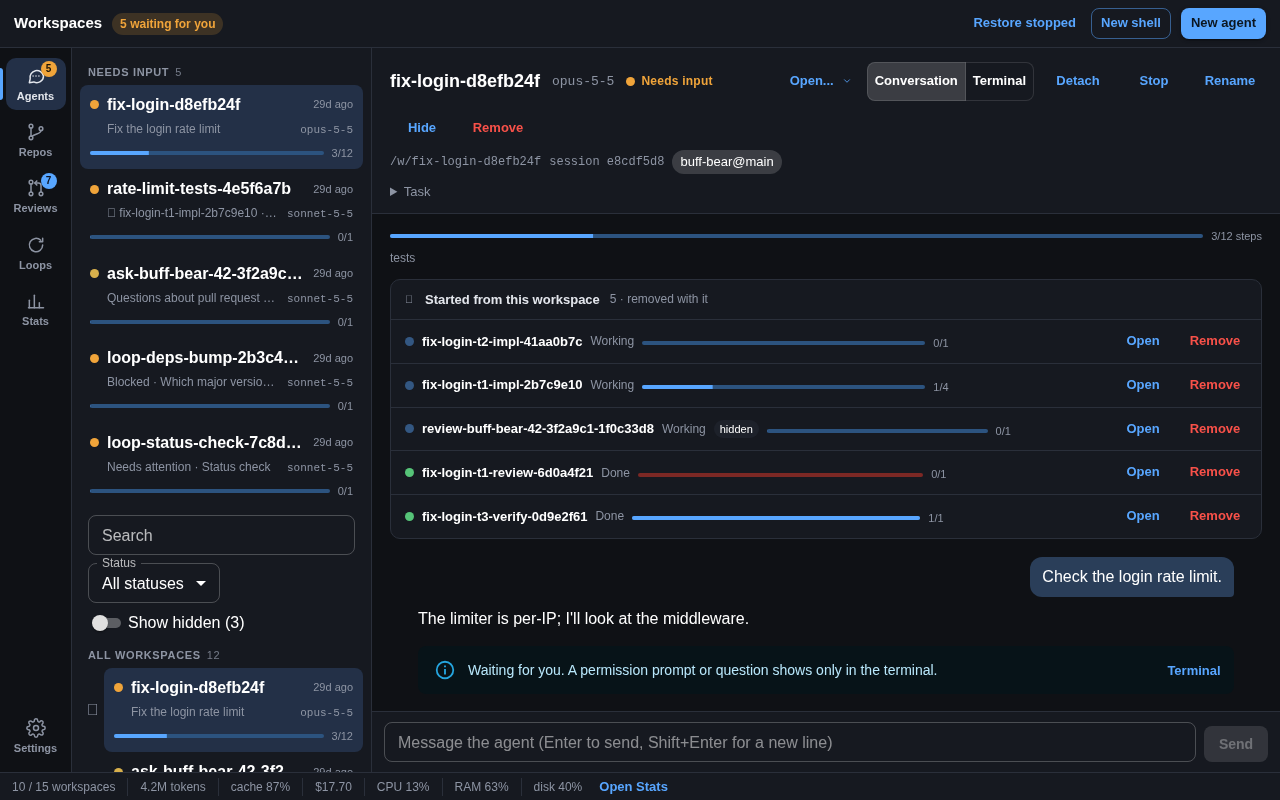 Workspaces
5 waiting for you
Restore stopped
New shell
New agent
5
Agents
Repos
7
Reviews
Loops
Stats
Settings
NEEDS INPUT 5
fix-login-d8efb24f 29d ago
Fix the login rate limit opus-5-5
3/12
rate-limit-tests-4e5f6a7b 29d ago
fix-login-t1-impl-2b7c9e10 ·… sonnet-5-5
0/1
ask-buff-bear-42-3f2a9c… 29d ago
Questions about pull request … sonnet-5-5
0/1
loop-deps-bump-2b3c4… 29d ago
Blocked · Which major versio… sonnet-5-5
0/1
loop-status-check-7c8d… 29d ago
Needs attention · Status check sonnet-5-5
0/1
Search
Status
All statuses
Show hidden (3)
ALL WORKSPACES 12
fix-login-d8efb24f 29d ago
Fix the login rate limit opus-5-5
3/12
ask-buff-bear-42-3f2… 29d ago
fix-login-d8efb24f opus-5-5 Needs input
Open... Conversation Terminal Detach Stop Rename
Hide Remove
/w/fix-login-d8efb24f session e8cdf5d8 buff-bear@main
Task
3/12 steps
tests
Started from this workspace 5 · removed with it
fix-login-t2-impl-41aa0b7c Working 0/1 Open Remove
fix-login-t1-impl-2b7c9e10 Working 1/4 Open Remove
review-buff-bear-42-3f2a9c1-1f0c33d8 Working hidden 0/1 Open Remove
fix-login-t1-review-6d0a4f21 Done 0/1 Open Remove
fix-login-t3-verify-0d9e2f61 Done 1/1 Open Remove
Check the login rate limit.
The limiter is per-IP; I'll look at the middleware.
Waiting for you. A permission prompt or question shows only in the terminal. Terminal
Message the agent (Enter to send, Shift+Enter for a new line) Send
10 / 15 workspaces 4.2M tokens cache 87% $17.70 CPU 13% RAM 63% disk 40% Open Stats